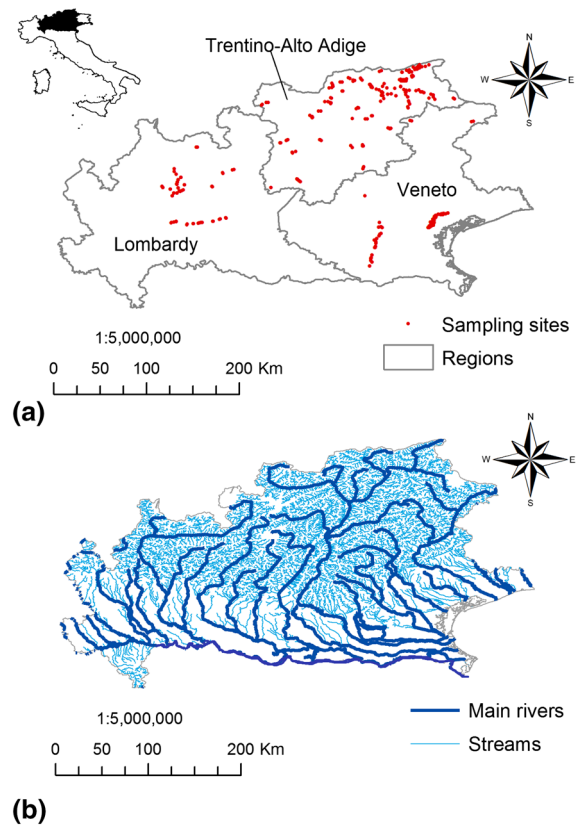 Trentino-Alto Adige
N
W
E
S
Veneto
Lombardy
Sampling sites
1:5,000,000
Regions
0 50 100 200 Km
(a)
N
W
E
S
1:5,000,000
Main rivers
0 50 100 200 Km
Streams
(b)